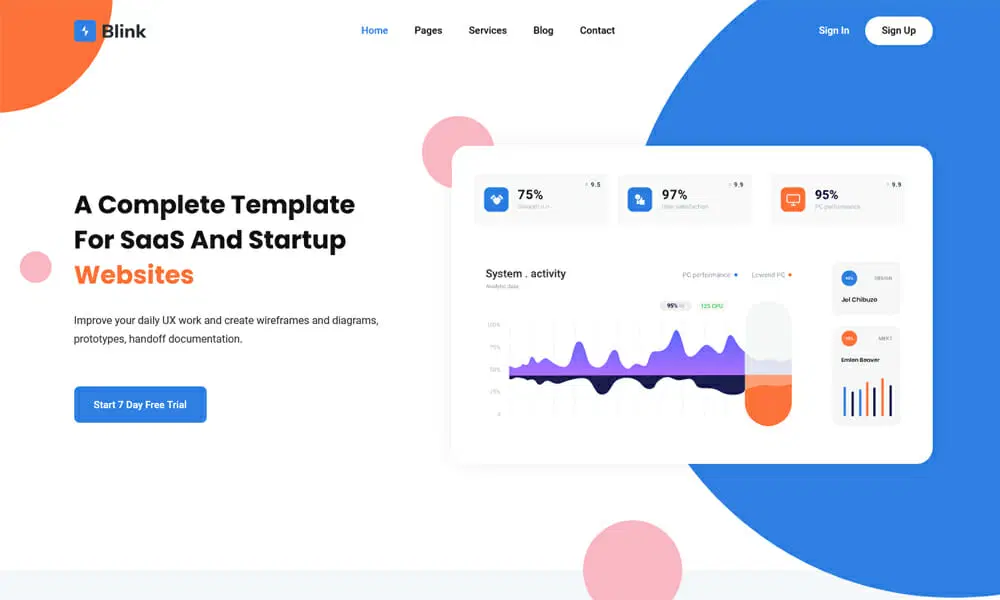 Blink
Home
Pages
Services
Blog
Contact
Sign In
Sign Up
A Complete Template
For SaaS And Startup
Websites
Improve your daily UX work and create wireframes and diagrams,
prototypes, handoff documentation.
Start 7 Day Free Trial
75%
9.5
97%
User satisfaction
9.9
95%
PC performance
9.9
System . activity
Analytic data
PC performance
Lowend PC
95%
12% CPU
100%
75%
50%
25%
0
DESIGN
Jel Chibuzo
Emlen Beaver